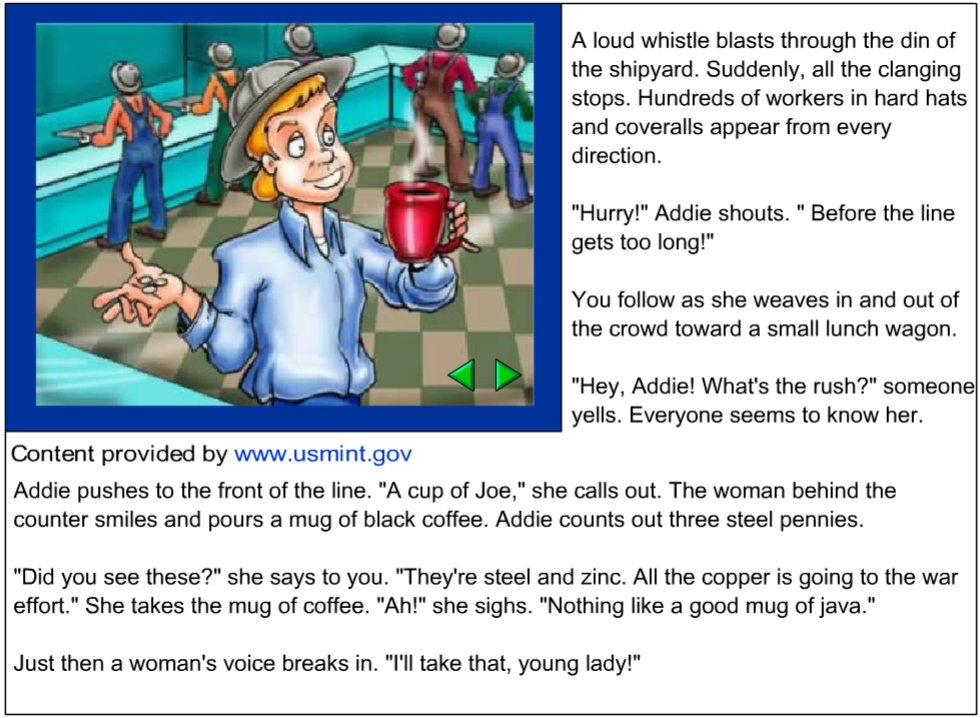 A loud whistle blasts through the din of
the shipyard. Suddenly, all the clanging
stops. Hundreds of workers in hard hats
and coveralls appear from every
direction.
"Hurry!" Addie shouts. " Before the line
gets too long!"
You follow as she weaves in and out of
the crowd toward a small lunch wagon.
"Hey, Addie! What's the rush?" someone
yells. Everyone seems to know her.
Content provided by www.usmint.gov
Addie pushes to the front of the line. "A cup of Joe," she calls out. The woman behind the
counter smiles and pours a mug of black coffee. Addie counts out three steel pennies.
"Did you see these?" she says to you. "They're steel and zinc. All the copper is going to the war
effort." She takes the mug of coffee. "Ah!" she sighs. "Nothing like a good mug of java."
Just then a woman's voice breaks in. "I'll take that, young lady!"